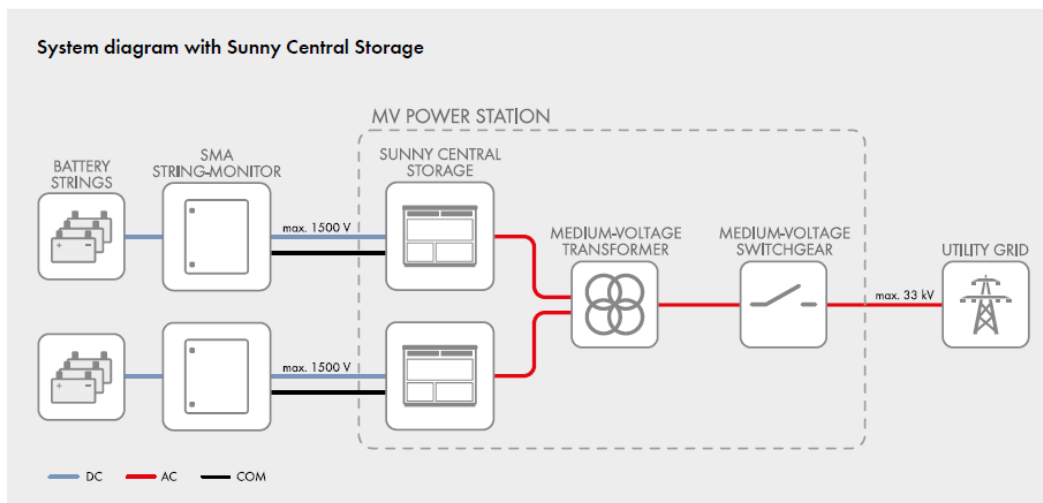 System diagram with Sunny Central Storage
MV POWER STATION
BATTERY
STRINGS
SMA
STRING-MONITOR
SUNNY CENTRAL
STORAGE
max. 1500 V
MEDIUM-VOLTAGE
TRANSFORMER
MEDIUM-VOLTAGE
SWITCHGEAR
UTILITY GRID
max. 33 kV
max. 1500 V
DC
AC
COM